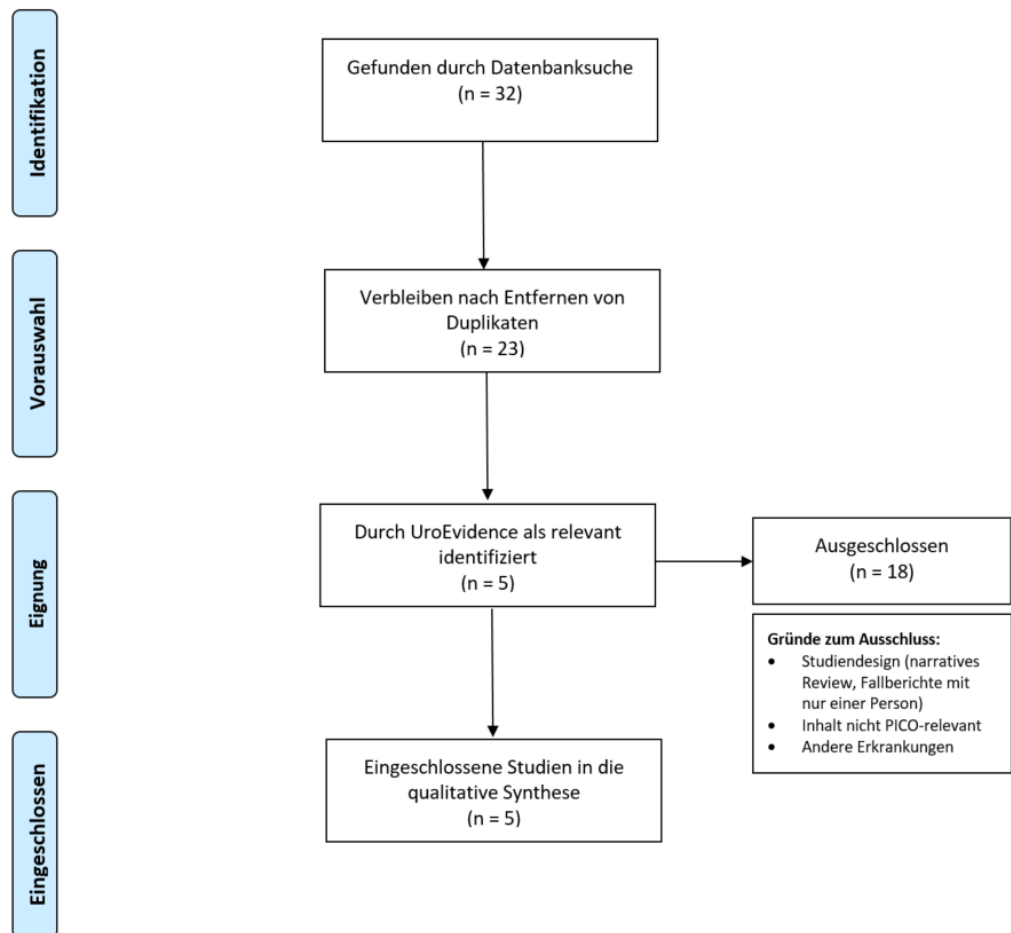 Identifikation
Gefunden durch Datenbanksuche
(n = 32)
Vorauswahl
Verbleiben nach Entfernen von
Duplikaten
(n = 23)
Eignung
Durch UroEvidence als relevant
identifiziert
(n = 5)
Ausgeschlossen
(n = 18)
Gründe zum Ausschluss:
• Studiendesign (narratives
Review, Fallberichte mit
nur einer Person)
• Inhalt nicht PICO-relevant
• Andere Erkrankungen
Eingeschlossen
Eingeschlossene Studien in die
qualitative Synthese
(n = 5)